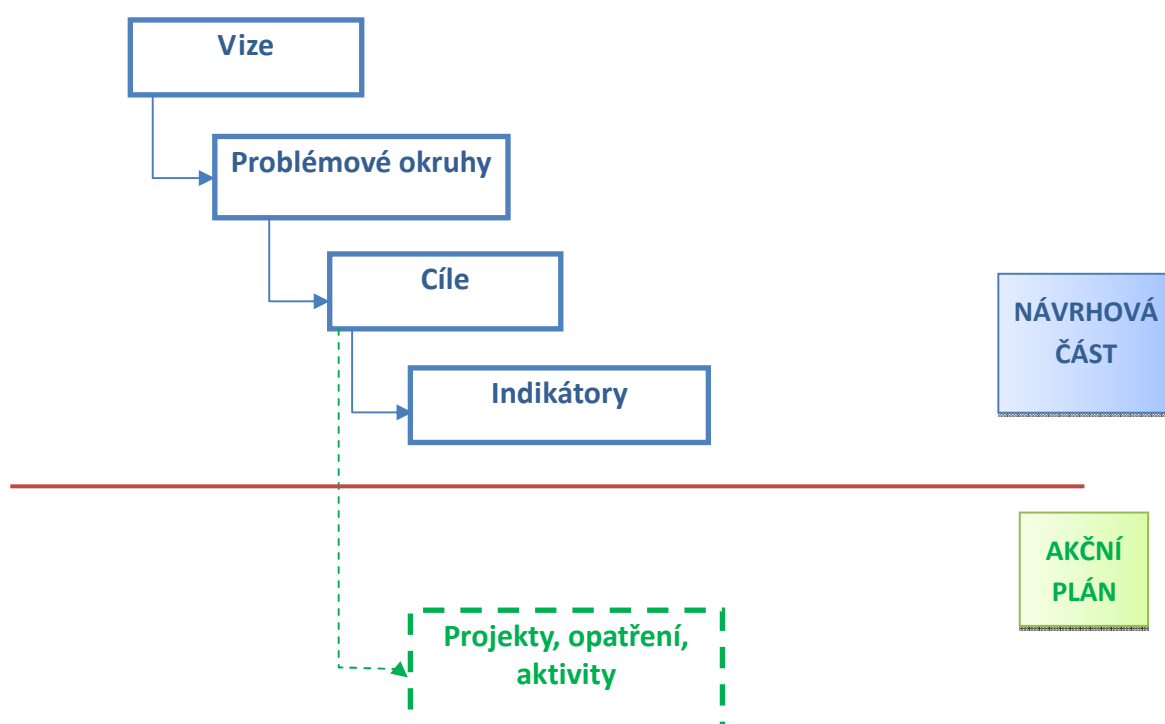 Vize
Problémové okruhy
Cíle
NÁVRHOVÁ
ČÁST
Indikátory
AKČNÍ
PLÁN
Projekty, opatření,
aktivity